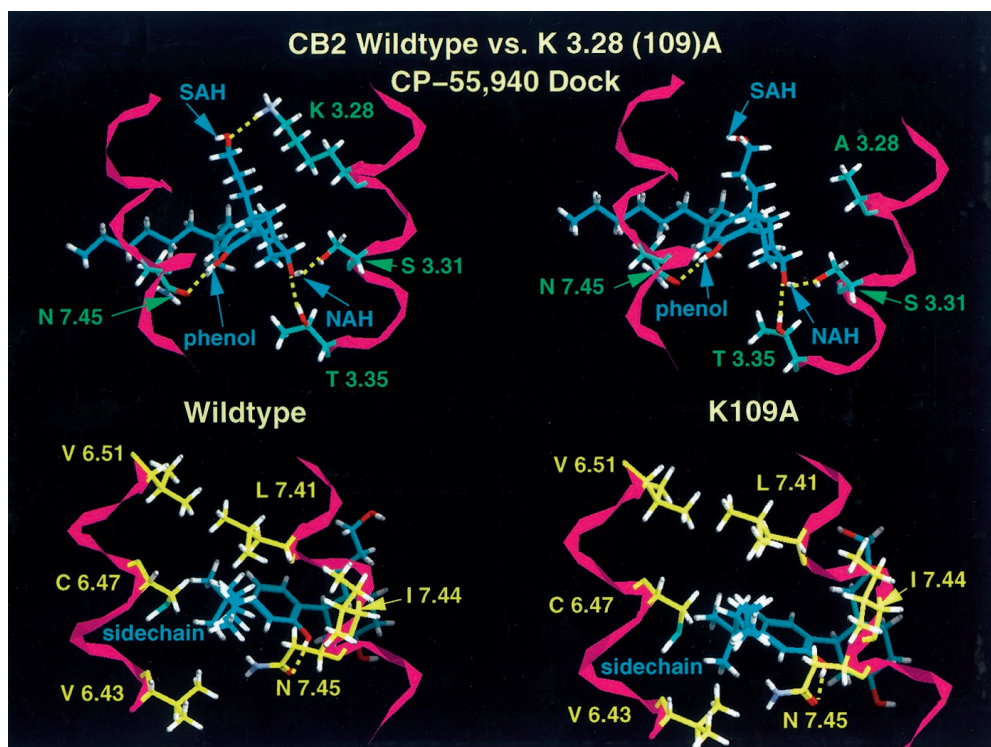 CB2 Wildtype vs. K 3.28 (109)A
CP–55,940 Dock
SAH
K 3.28
N 7.45
S 3.31
phenol
NAH
T 3.35
SAH
A 3.28
N 7.45
S 3.31
phenol
NAH
T 3.35
Wildtype
K109A
V 6.51
L 7.41
C 6.47
I 7.44
sidechain
N 7.45
V 6.43
V 6.51
L 7.41
C 6.47
I 7.44
sidechain
N 7.45
V 6.43